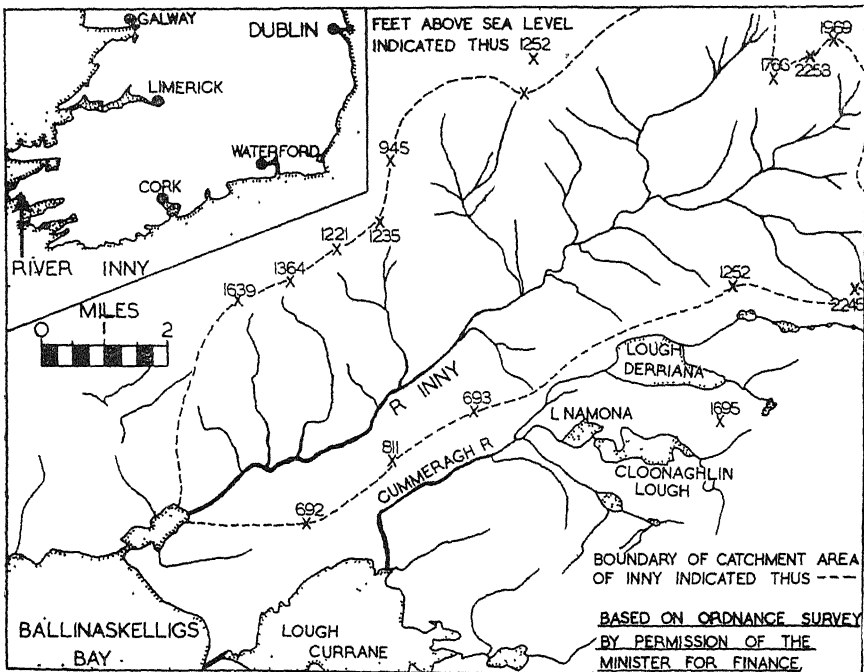 GALWAY
DUBLIN
LIMERICK
WATERFORD
CORK
RIVER INNY
FEET ABOVE SEA LEVEL
INDICATED THUS 1252
1969
2253
1766
945
1235
1221
1364
1639
MILES
0 1 2
1252
2245
LOUGH
DERRIANA
R INNY
693
1695
L NAMONA
811
CUMMERAGH R
CLOONAGHLIN
LOUGH
692
BOUNDARY OF CATCHMENT AREA
OF INNY INDICATED THUS ----
BALLINASKELLIGS
BAY
LOUGH
CURRANE
BASED ON ORDNANCE SURVEY
BY PERMISSION OF THE
MINISTER FOR FINANCE,